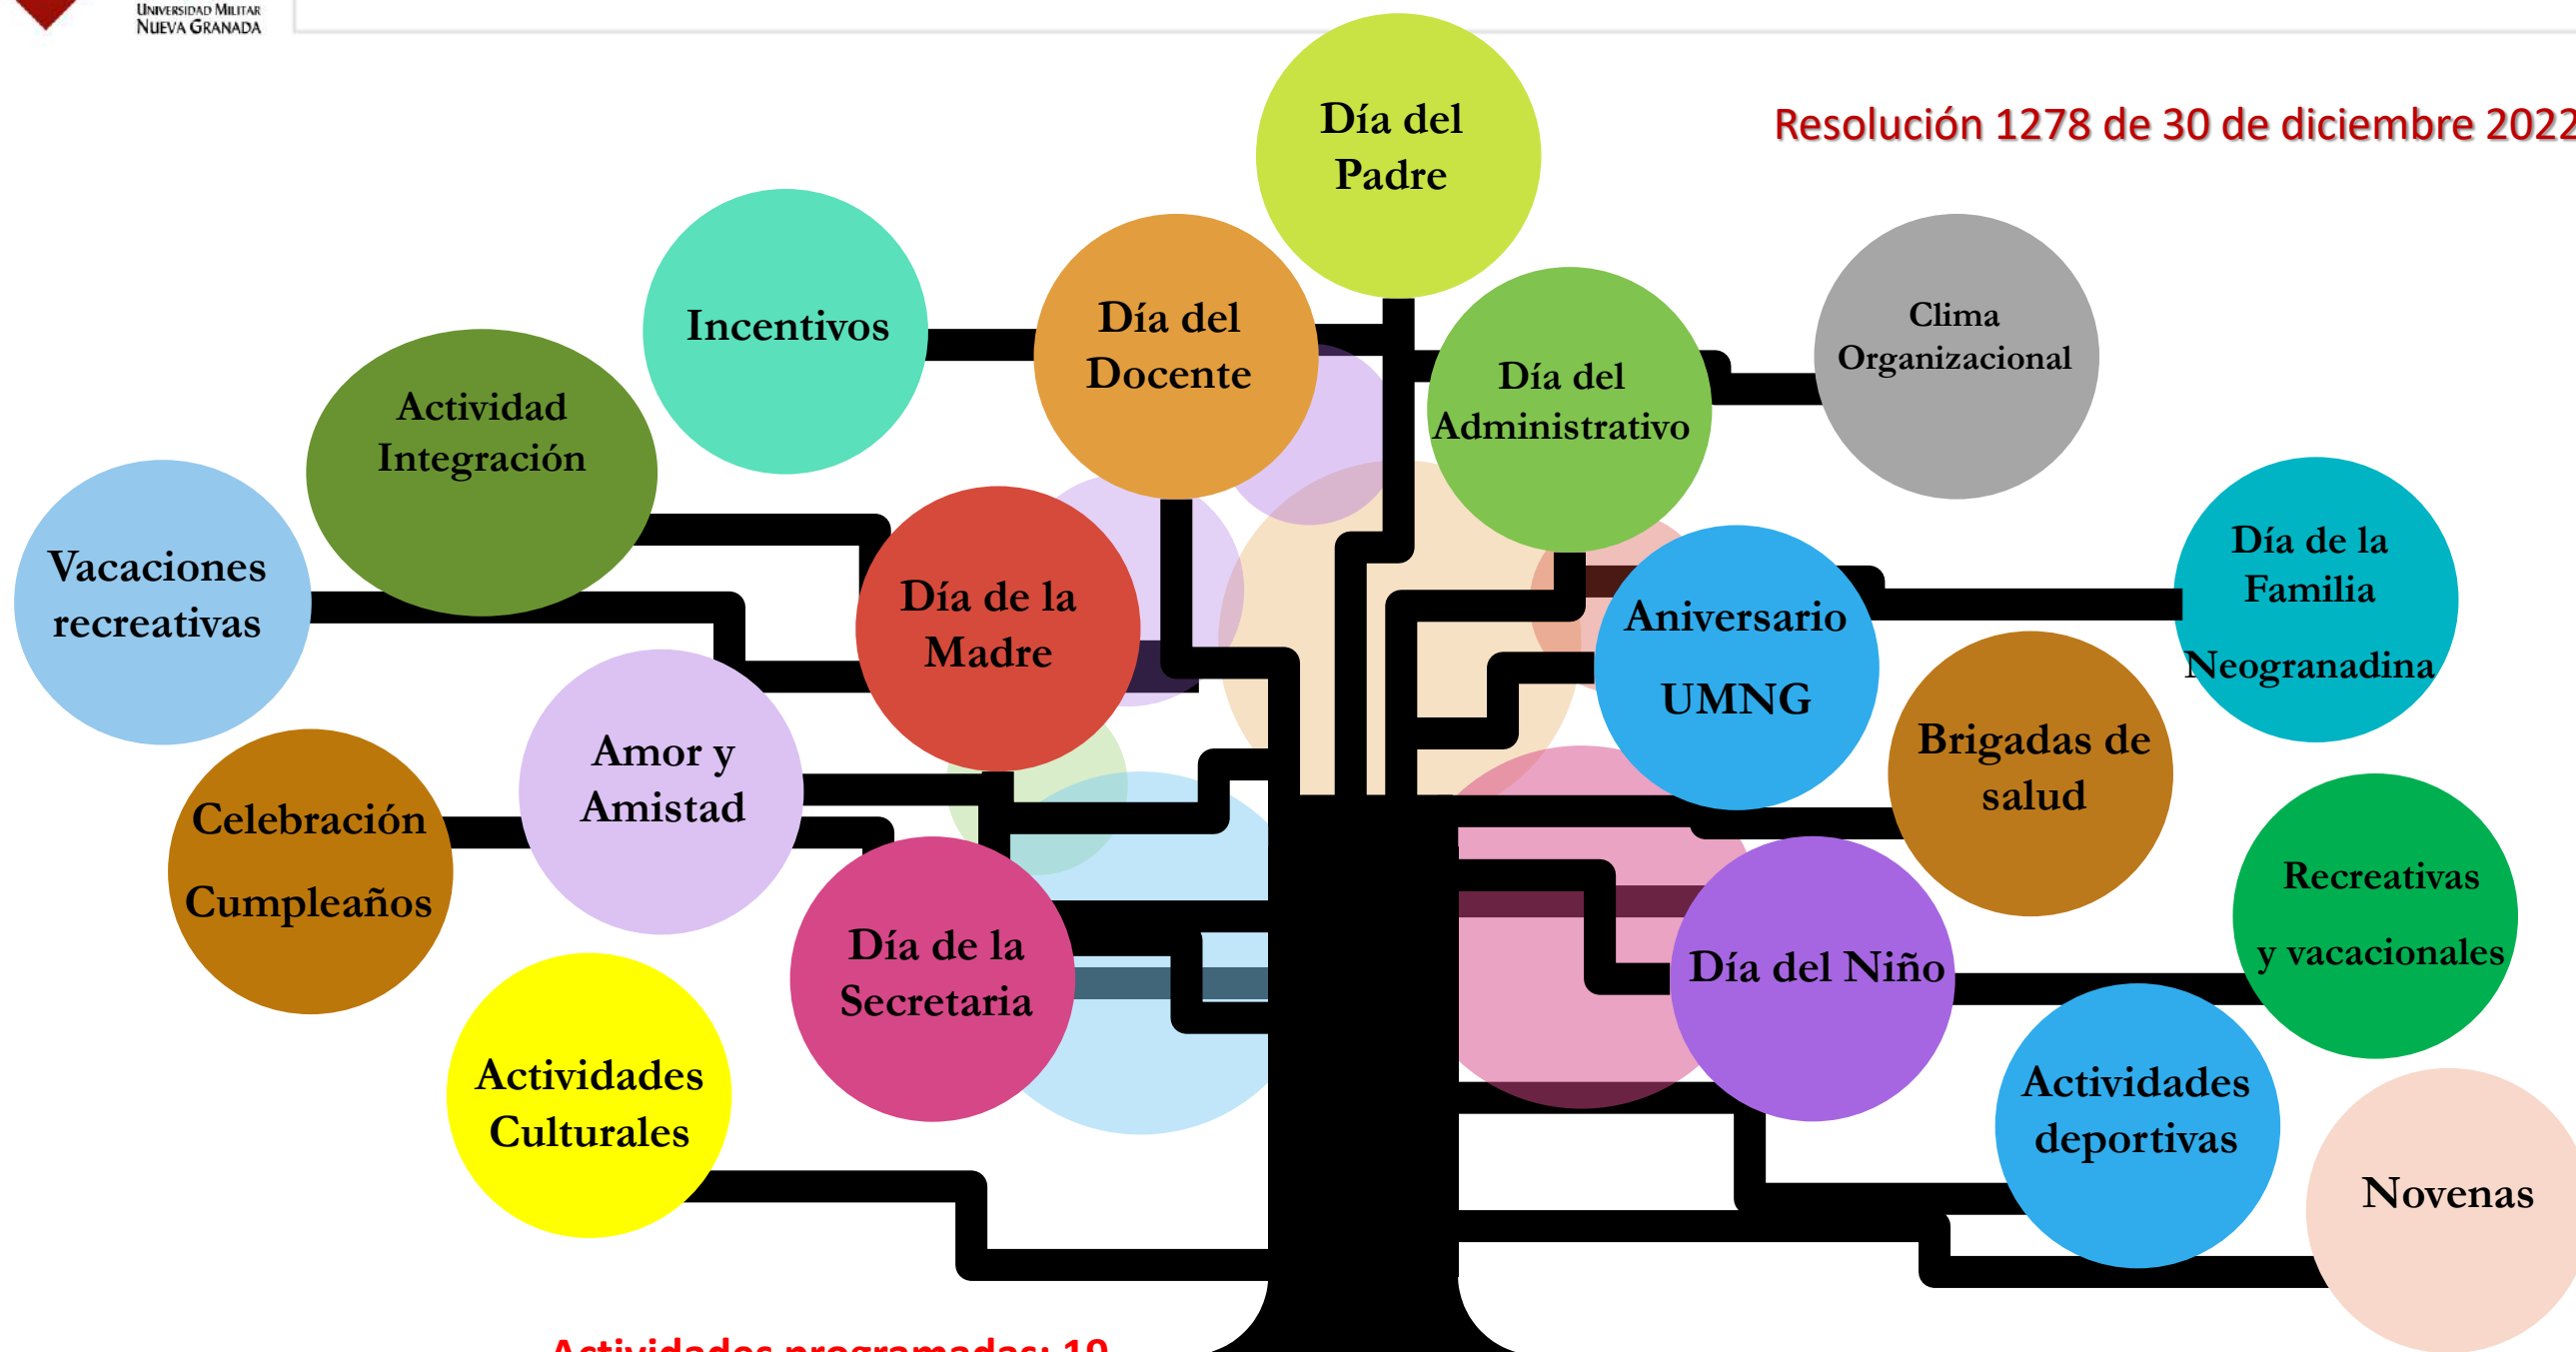 UNIVERSIDAD MILITAR
NUEVA GRANADA
Resolución 1278 de 30 de diciembre 2022
Día del
Padre
Incentivos
Día del
Docente
Día del
Administrativo
Clima
Organizacional
Actividad
Integración
Vacaciones
recreativas
Día de la
Madre
Aniversario
UMNG
Día de la
Familia
Neogranadina
Amor y
Amistad
Brigadas de
salud
Celebración
Cumpleaños
Día de la
Secretaria
Día del Niño
Recreativas
y vacacionales
Actividades
Culturales
Actividades
deportivas
Novenas
Actividades programadas: 19